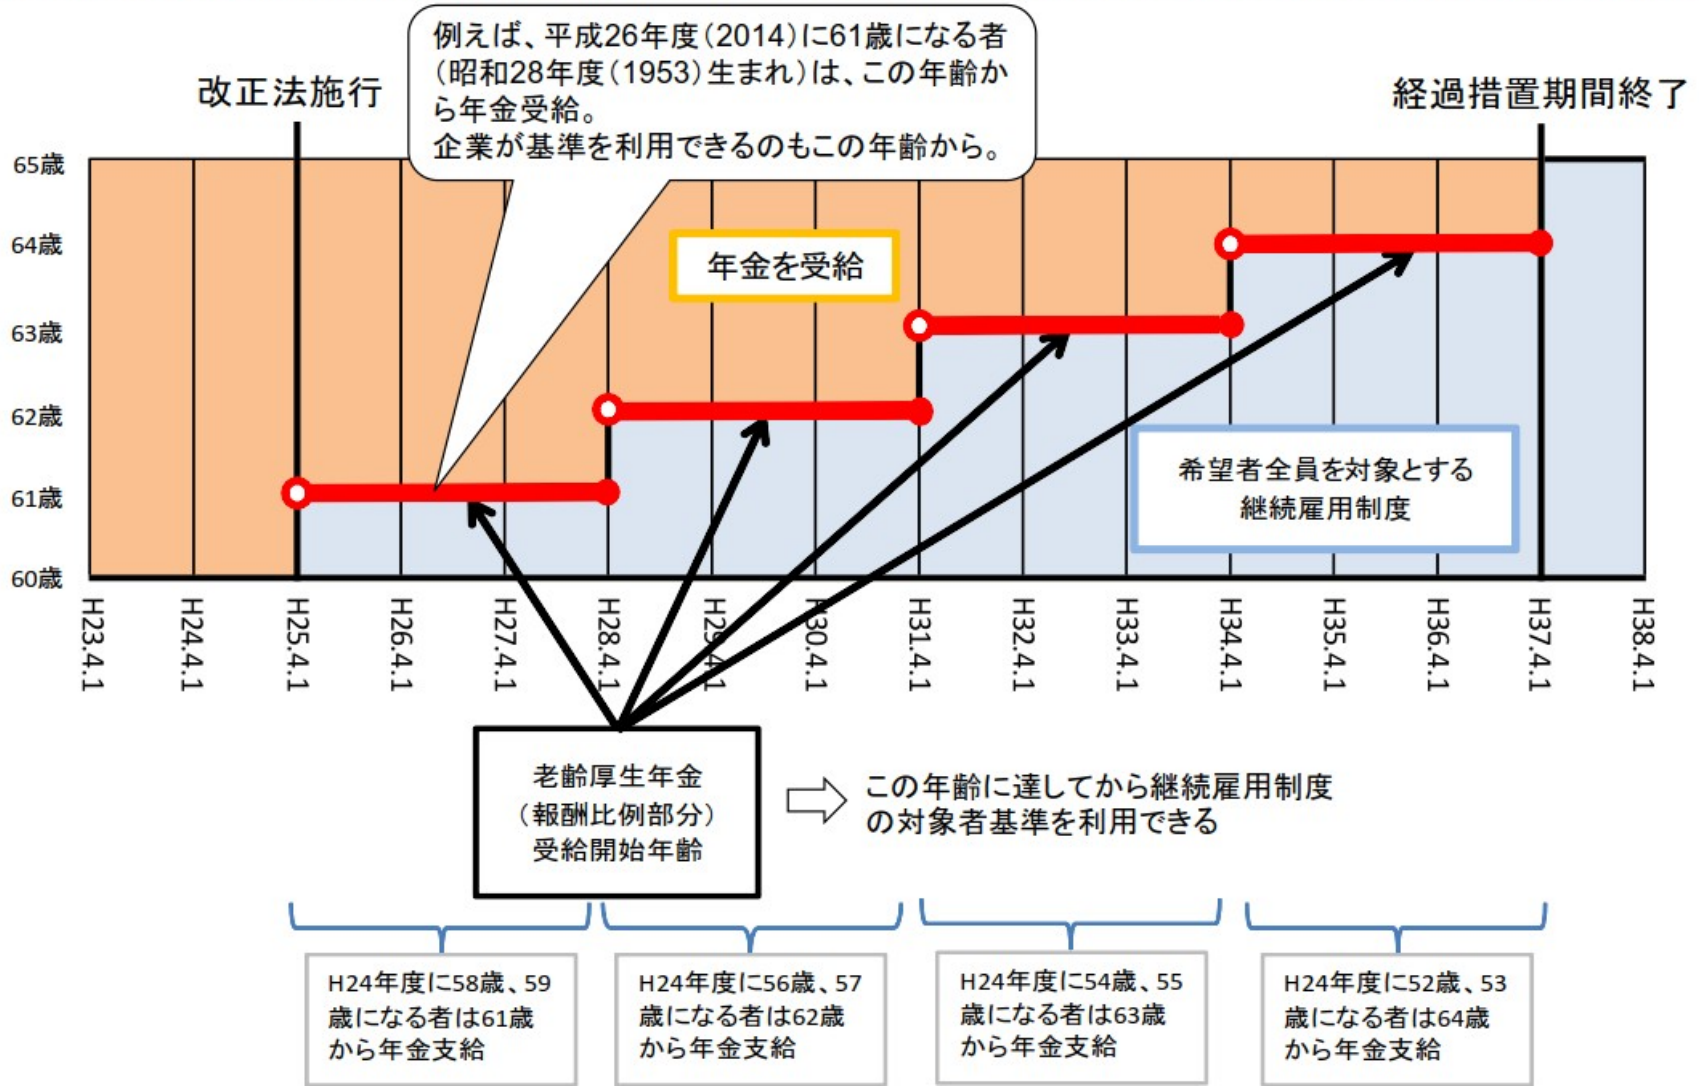 例えば、平成26年度（2014）に61歳になる者
（昭和28年度（1953）生まれ）は、この年齢か
ら年金受給。
企業が基準を利用できるのもこの年齢から。
改正法施行
経過措置期間終了
65歳
64歳
63歳
62歳
61歳
60歳
年金を受給
希望者全員を対象とする
継続雇用制度
H23.4.1
H24.4.1
H25.4.1
H26.4.1
H27.4.1
H28.4.1
H29.4.1
H30.4.1
H31.4.1
H32.4.1
H33.4.1
H34.4.1
H35.4.1
H36.4.1
H37.4.1
H38.4.1
老齢厚生年金
（報酬比例部分）
受給開始年齢
この年齢に達してから継続雇用制度
の対象者基準を利用できる
H24年度に58歳、59
歳になる者は61歳
から年金支給
H24年度に56歳、57
歳になる者は62歳
から年金支給
H24年度に54歳、55
歳になる者は63歳
から年金支給
H24年度に52歳、53
歳になる者は64歳
から年金支給